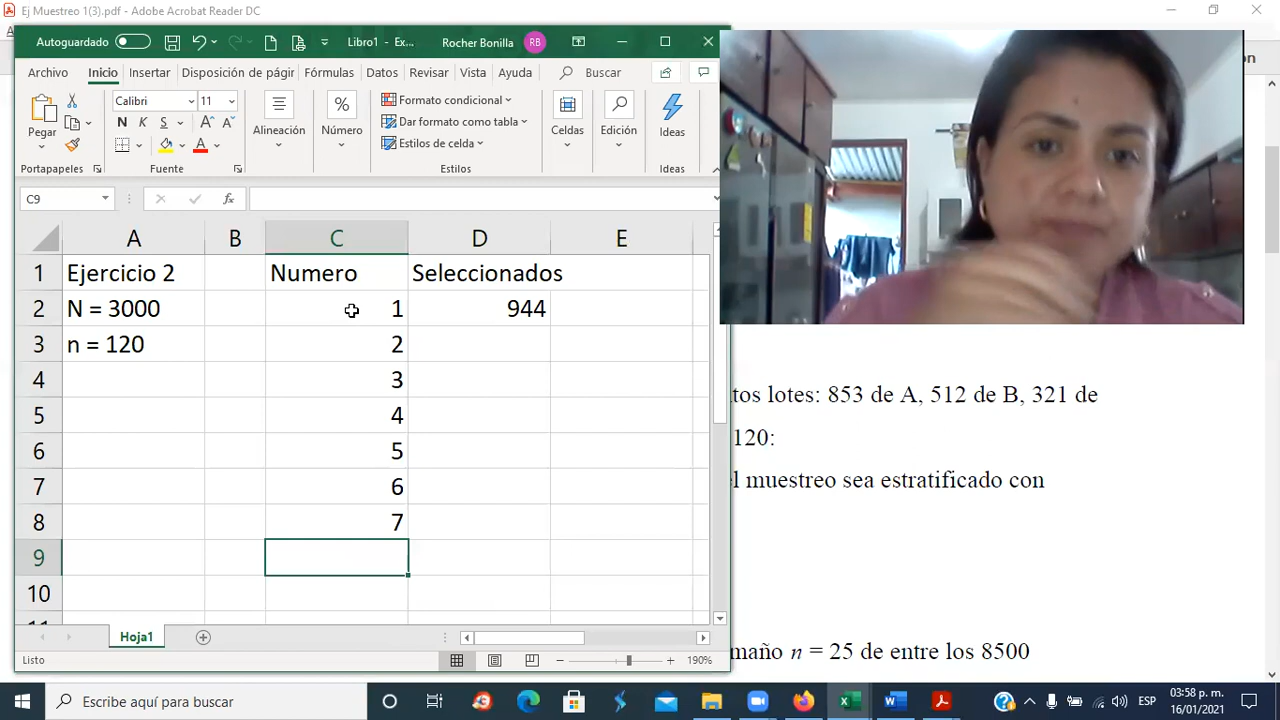 Ej Muestreo 1(3).pdf - Adobe Acrobat Reader DC
Autoguardado
Libro1 - Ex...
Rocher Bonilla
RB
Archivo Inicio Insertar Disposición de págir Fórmulas Datos Revisar Vista Ayuda Buscar
Pegar
Portapapeles
Calibri 11
N K S
A A
Fuente
Alineación
%
Número
Formato condicional
Dar formato como tabla
Estilos de celda
Estilos
Celdas
Edición
Ideas
Ideas
C9
fx
A B C D E
1 Ejercicio 2 Numero Seleccionados
2 N = 3000 1 944
3 n = 120 2
4 3
5 4
6 5
7 6
8 7
9
10
Hoja1
Listo
190%
tos lotes: 853 de A, 512 de B, 321 de
120:
el muestreo sea estratificado con
maño n = 25 de entre los 8500
Escribe aquí para buscar
ESP
03:58 p. m.
16/01/2021